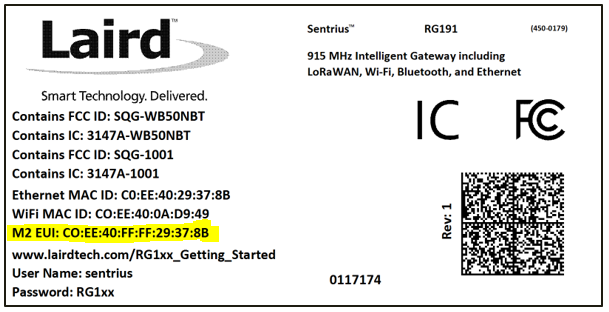 Laird™
Smart Technology. Delivered.
Sentrius™ RG191 (450-0179)
915 MHz Intelligent Gateway including
LoRaWAN, Wi-Fi, Bluetooth, and Ethernet
Contains FCC ID: SQG-WB50NBT
Contains IC: 3147A-WB50NBT
Contains FCC ID: SQG-1001
Contains IC: 3147A-1001
Ethernet MAC ID: C0:EE:40:29:37:8B
WiFi MAC ID: CO:EE:40:0A:D9:49
M2 EUI: CO:EE:40:FF:FF:29:37:8B
www.lairdtech.com/RG1xx_Getting_Started
User Name: sentrius
Password: RG1xx
IC FC
Rev: 1
0117174